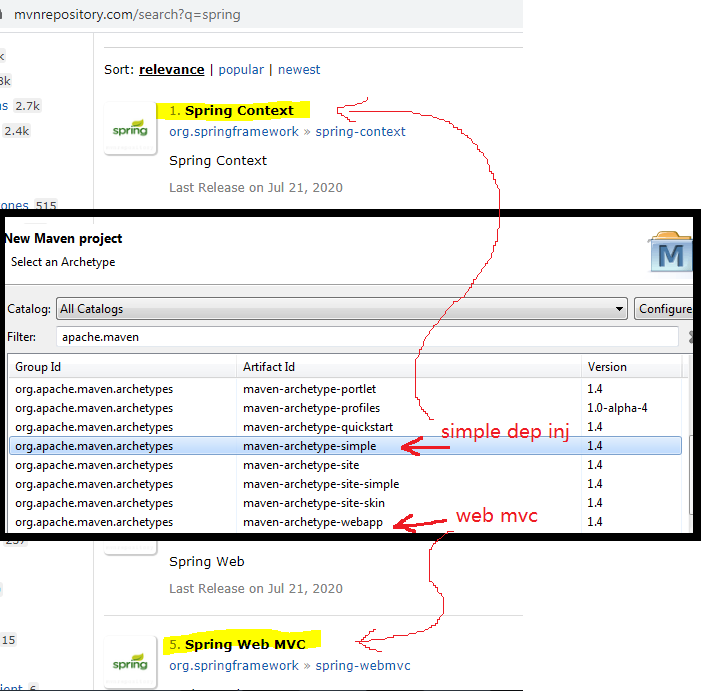 mvnrepository.com/search?q=spring
Sort: relevance | popular | newest
2.7k
2.4k
1. Spring Context
spring
org.springframework » spring-context
Spring Context
Last Release on Jul 21, 2020
515
New Maven project
Select an Archetype
M
Catalog: All Catalogs Configure
Filter: apache.maven
Group Id Artifact Id Version
org.apache.maven.archetypes maven-archetype-portlet 1.4
org.apache.maven.archetypes maven-archetype-profiles 1.0-alpha-4
org.apache.maven.archetypes maven-archetype-quickstart 1.4
simple dep inj
org.apache.maven.archetypes maven-archetype-simple 1.4
org.apache.maven.archetypes maven-archetype-site 1.4
org.apache.maven.archetypes maven-archetype-site-simple 1.4
org.apache.maven.archetypes maven-archetype-site-skin 1.4
web mvc
org.apache.maven.archetypes maven-archetype-webapp 1.4
Spring Web
Last Release on Jul 21, 2020
15
5. Spring Web MVC
spring
org.springframework » spring-webmvc